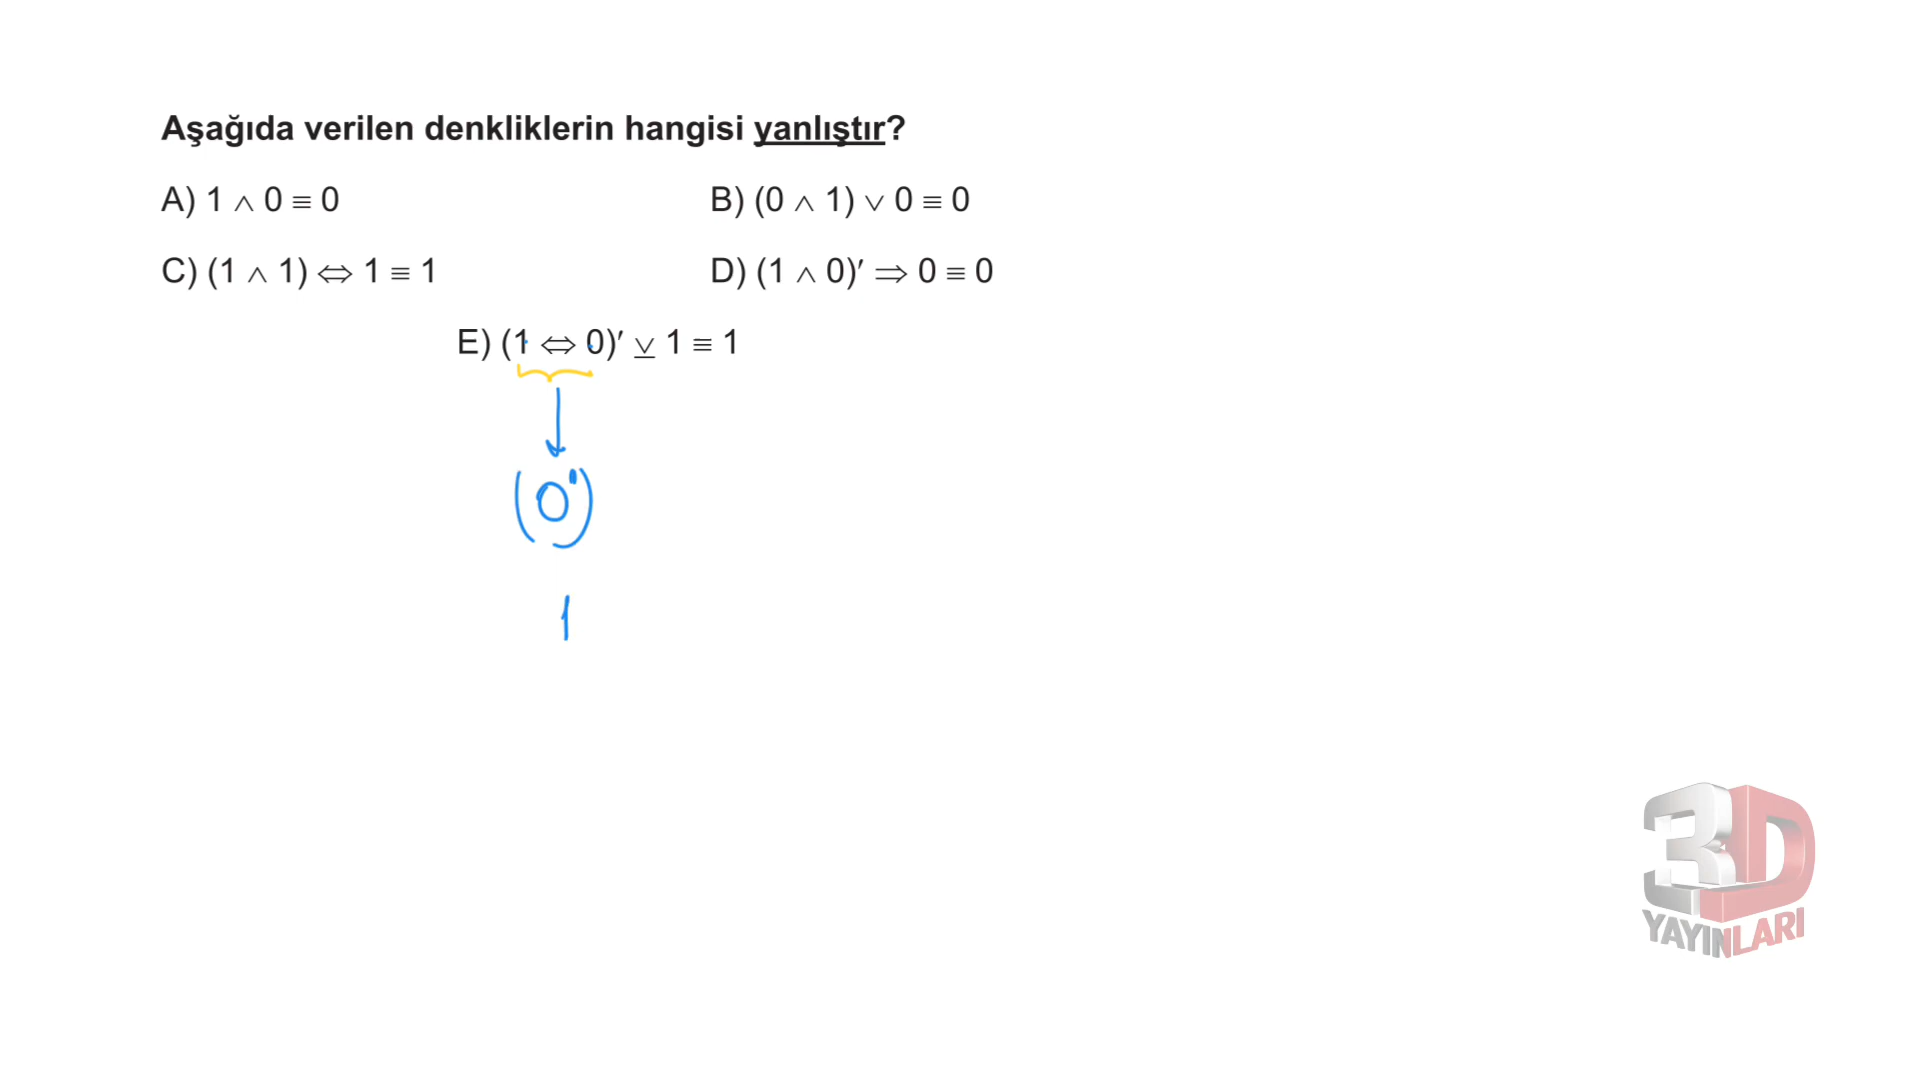 Aşağıda verilen denkliklerin hangisi yanlıştır?
A) 1 ∧ 0 ≡ 0
B) (0 ∧ 1) ∨ 0 ≡ 0
C) (1 ∧ 1) ⇔ 1 ≡ 1
D) (1 ∧ 0)′ ⇒ 0 ≡ 0
E) (1 ⇔ 0)′ ⊻ 1 ≡ 1
(0')
1
3D
YAYINLARI